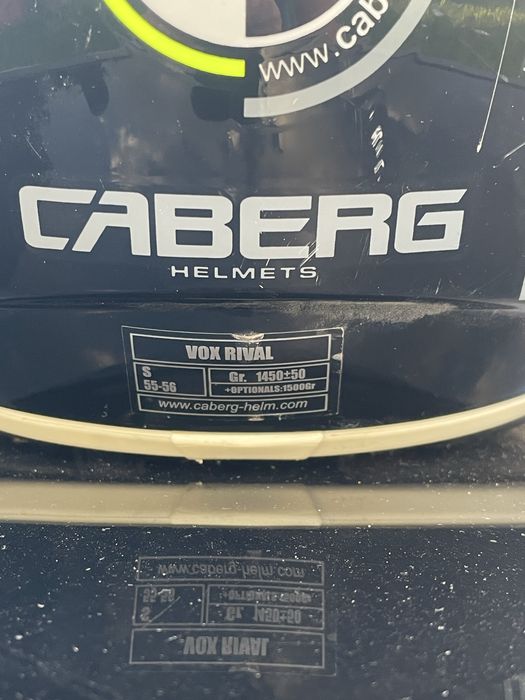 www.cab
CABERG
HELMETS
VOX RIVAL
S
55-56
Gr. 1450±50
+OPTIONALS:1500Gr
www.caberg-helm.com